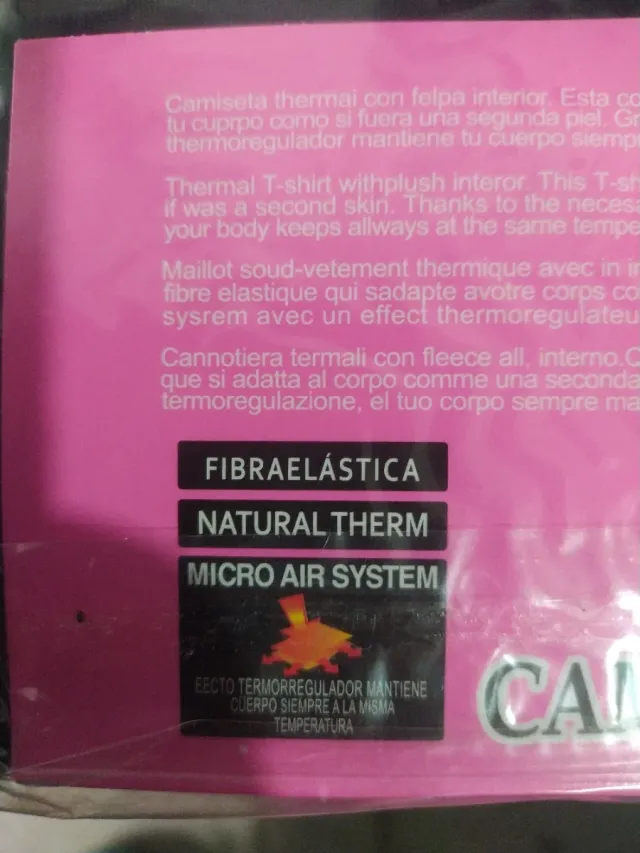 Camiseta thermai con felpa interior. Esta co
tu cuprpo como si fuera una segunda piel. Gr
thermoregulador mantiene tu cuerpo siemp
Thermal T-shirt withplush interor. This T-sh
if was a second skin. Thanks to the necesa
your body keeps allways at the same tempe
Maillot soud-vetement thermique avec in i
fibre elastique qui sadapte avotre corps co
sysrem avec un effect thermoregulateu
Cannotiera termali con fleece all, interno.C
que si adatta al corpo comme una seconda
termoregulazione, el tuo corpo sempre ma
FIBRAELÁSTICA
NATURAL THERM
MICRO AIR SYSTEM
EECTO TERMORREGULADOR MANTIENE
CUERPO SIEMPRE A LA MISMA
TEMPERATURA
CAM